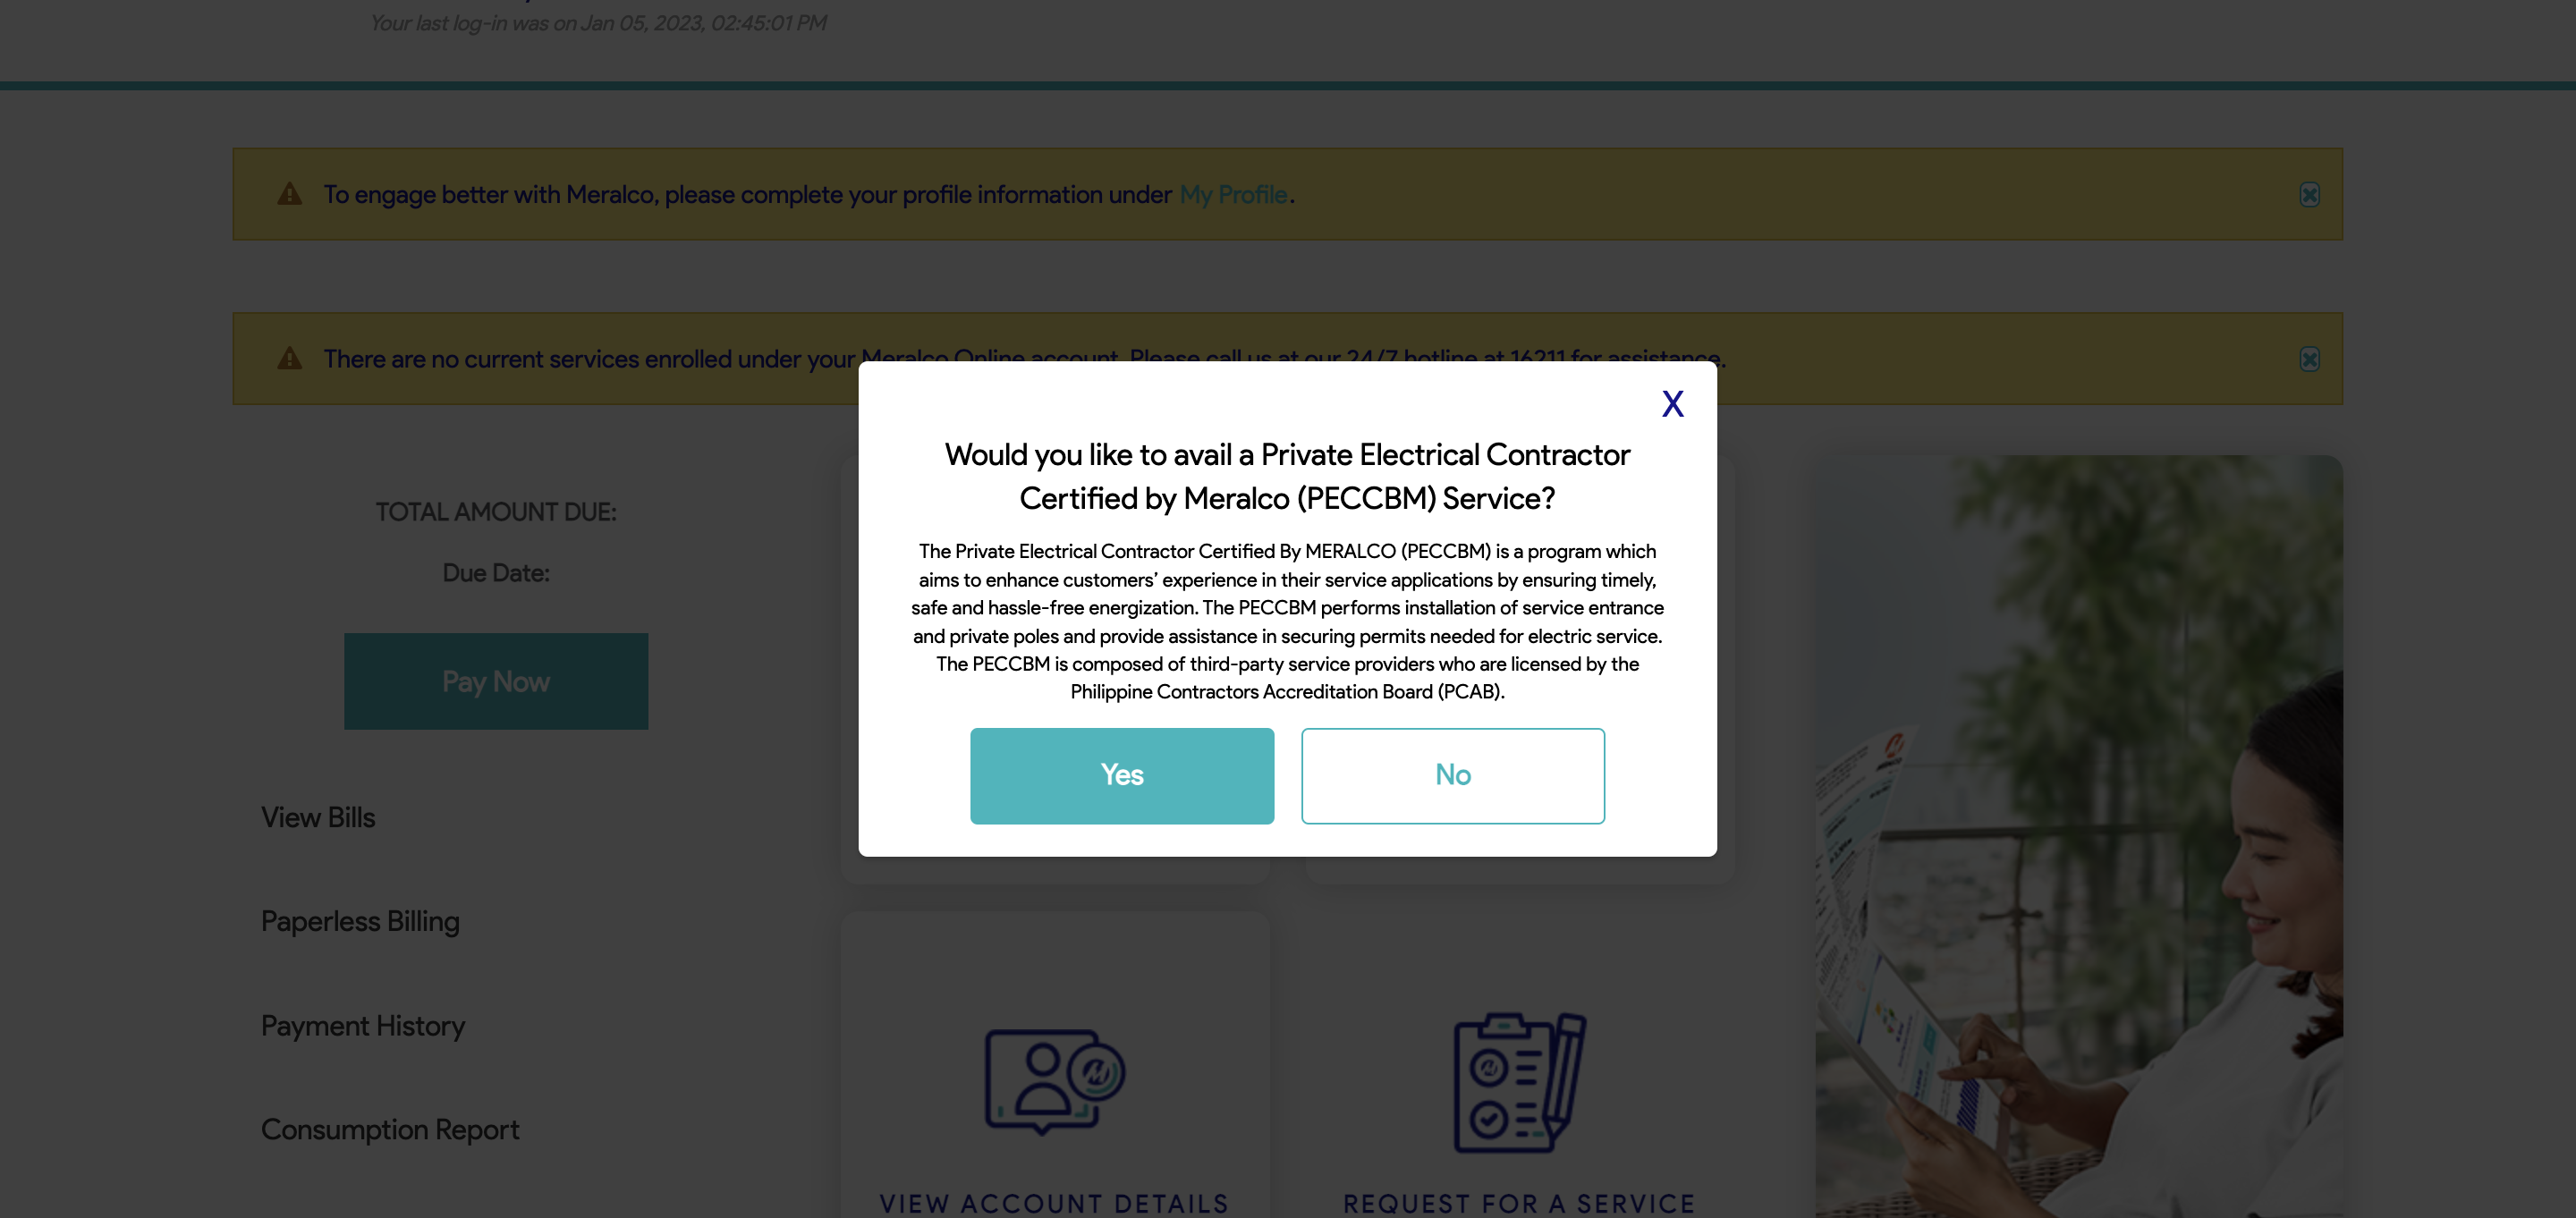 Your last log-in was on Jan 05, 2023, 02:45:01 PM
To engage better with Meralco, please complete your profile information under My Profile.
There are no current services enrolled under your Meralco Online account. Please call us at our 24/7 hotline at 16211 for assistance.
X
Would you like to avail a Private Electrical Contractor
Certified by Meralco (PECCBM) Service?
The Private Electrical Contractor Certified By MERALCO (PECCBM) is a program which
aims to enhance customers’ experience in their service applications by ensuring timely,
safe and hassle-free energization. The PECCBM performs installation of service entrance
and private poles and provide assistance in securing permits needed for electric service.
The PECCBM is composed of third-party service providers who are licensed by the
Philippine Contractors Accreditation Board (PCAB).
Yes
No
TOTAL AMOUNT DUE:
Due Date:
Pay Now
View Bills
Paperless Billing
Payment History
Consumption Report
VIEW ACCOUNT DETAILS
REQUEST FOR A SERVICE